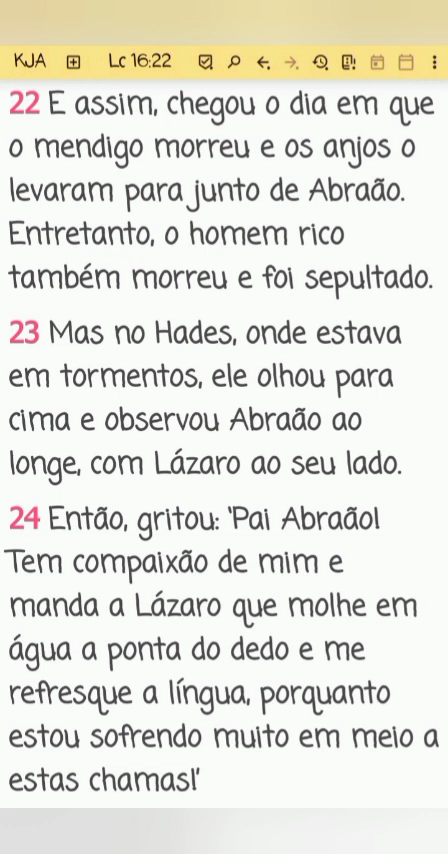 KJA Lc 16:22
22 E assim, chegou o dia em que
o mendigo morreu e os anjos o
levaram para junto de Abraão.
Entretanto, o homem rico
também morreu e foi sepultado.
23 Mas no Hades, onde estava
em tormentos, ele olhou para
cima e observou Abraão ao
longe, com Lázaro ao seu lado.
24 Então, gritou: 'Pai Abraão!
Tem compaixão de mim e
manda a Lázaro que molhe em
água a ponta do dedo e me
refresque a língua, porquanto
estou sofrendo muito em meio a
estas chamas!'